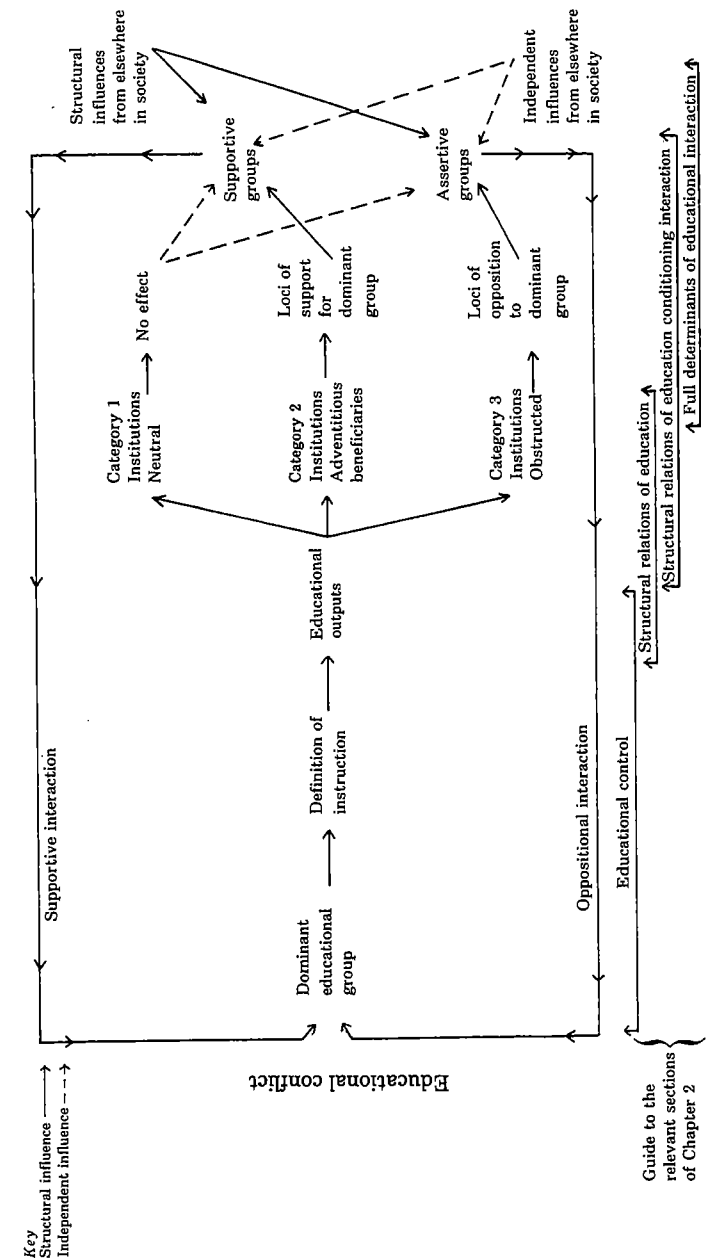 Key
Structural influence
Independent influence
Supportive interaction
Educational conflict
Dominant
educational
group
Definition of
instruction
Educational
outputs
Category 1
Institutions
Neutral
No effect
Category 2
Institutions
Adventitious
beneficiaries
Loci of
support
for
dominant
group
Category 3
Institutions
Obstructed
Loci of
opposition
to
dominant
group
Supportive
groups
Assertive
groups
Structural
influences
from elsewhere
in society
Independent
influences
from elsewhere
in society
Oppositional interaction
Guide to the
relevant sections
of Chapter 2
Educational control
Structural relations of education
Structural relations of education conditioning interaction
Full determinants of educational interaction